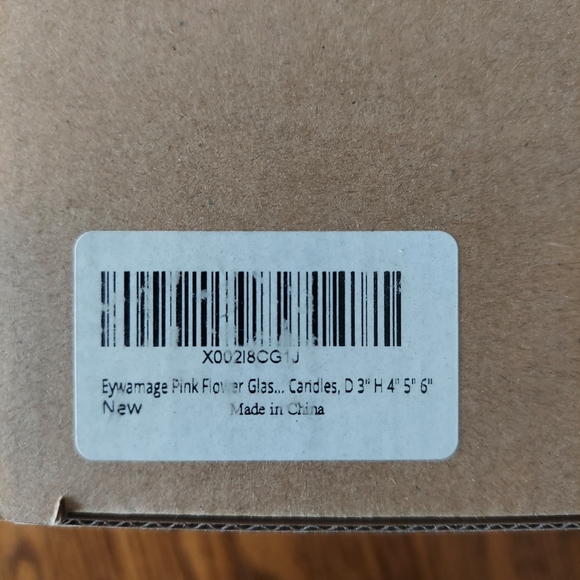 X002I8CG1J
Eywamage Pink Flower Glas... Candles, D 3" H 4" 5" 6"
New Made in China